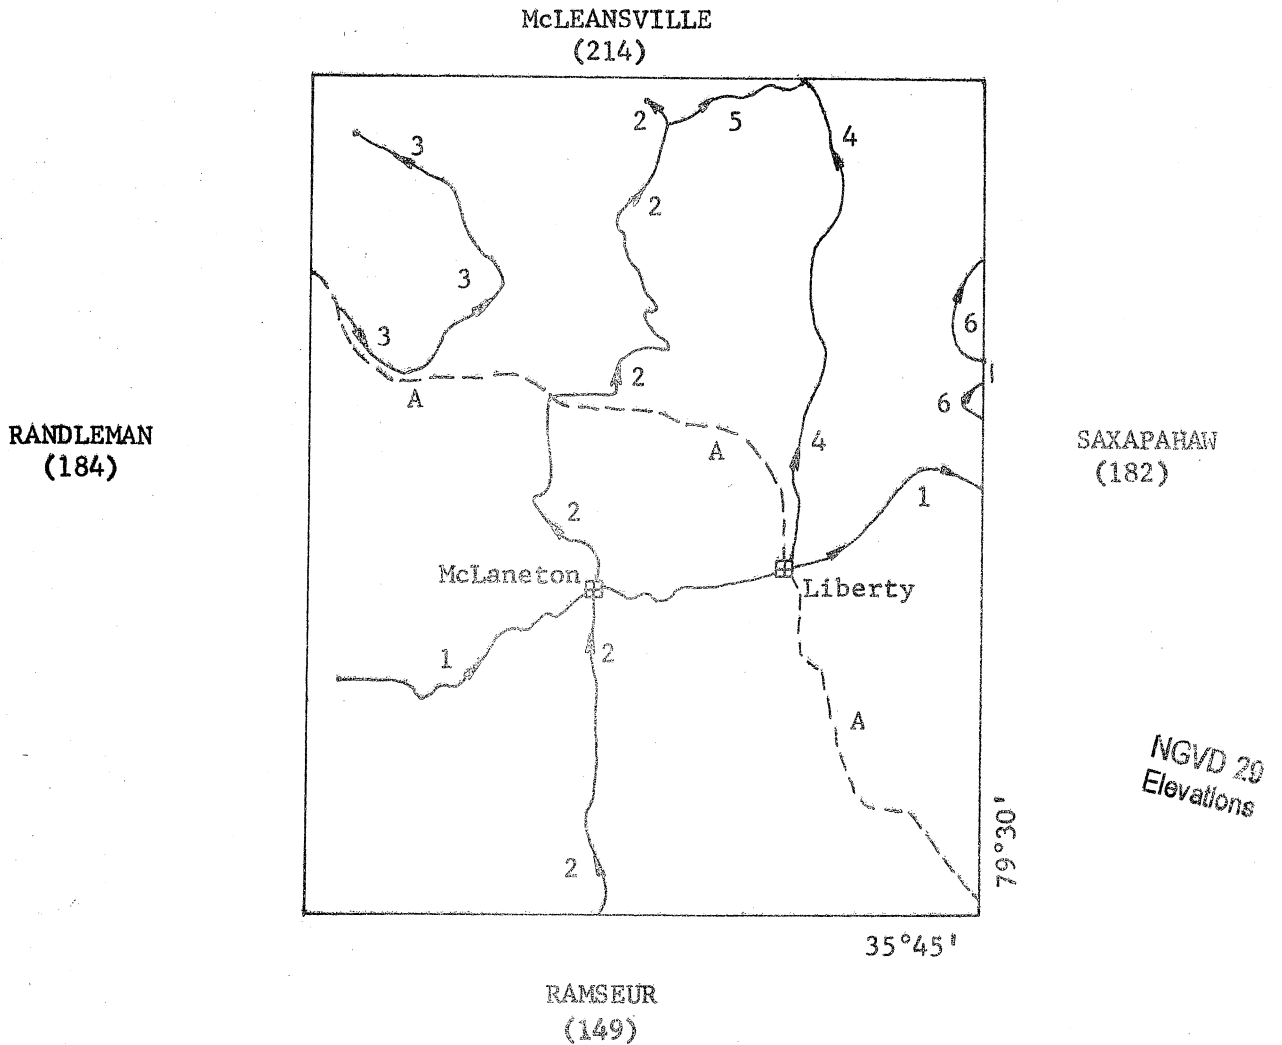 McLEANSVILLE
(214)
2
5
4
3
2
3
6
3
2
A
6
RANDLEMAN
(184)
A
4
SAXAPAHAW
(182)
1
2
McLaneton
Liberty
1
2
A
NGVD 29
Elevations
79°30'
2
35°45'
RAMSEUR
(149)